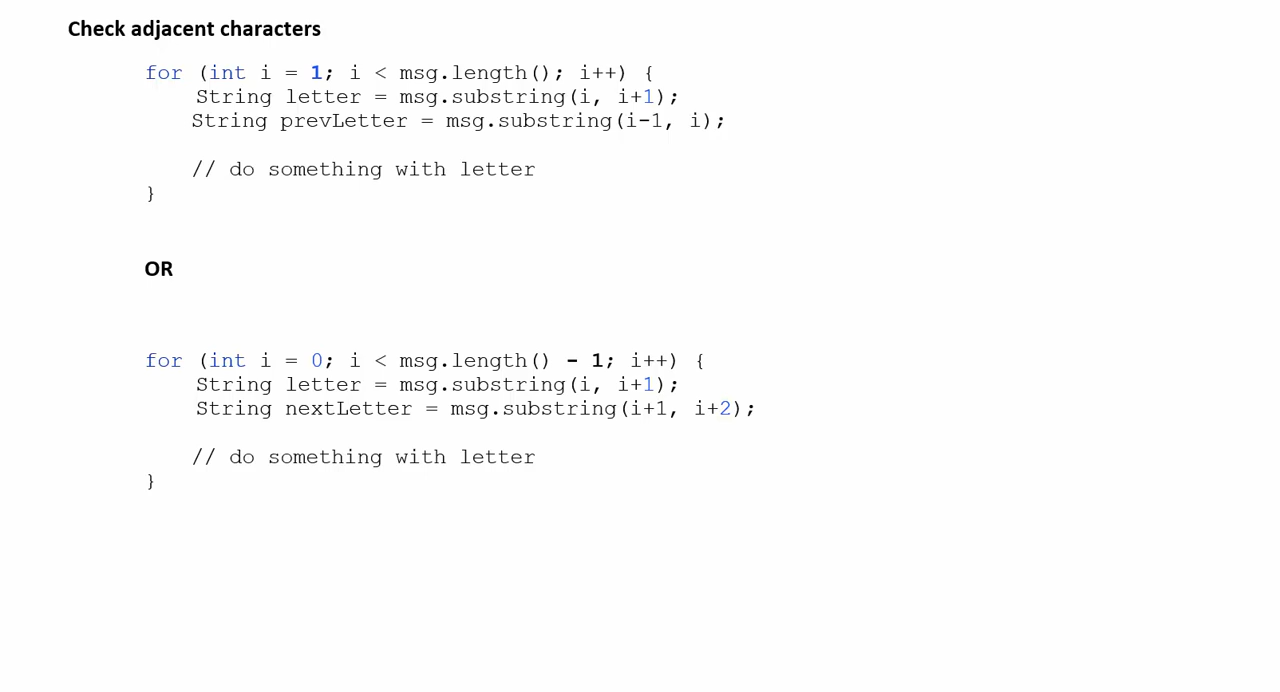 Check adjacent characters
for (int i = 1; i < msg.length(); i++) {
String letter = msg.substring(i, i+1);
String prevLetter = msg.substring(i-1, i);
// do something with letter
}
OR
for (int i = 0; i < msg.length() - 1; i++) {
String letter = msg.substring(i, i+1);
String nextLetter = msg.substring(i+1, i+2);
// do something with letter
}